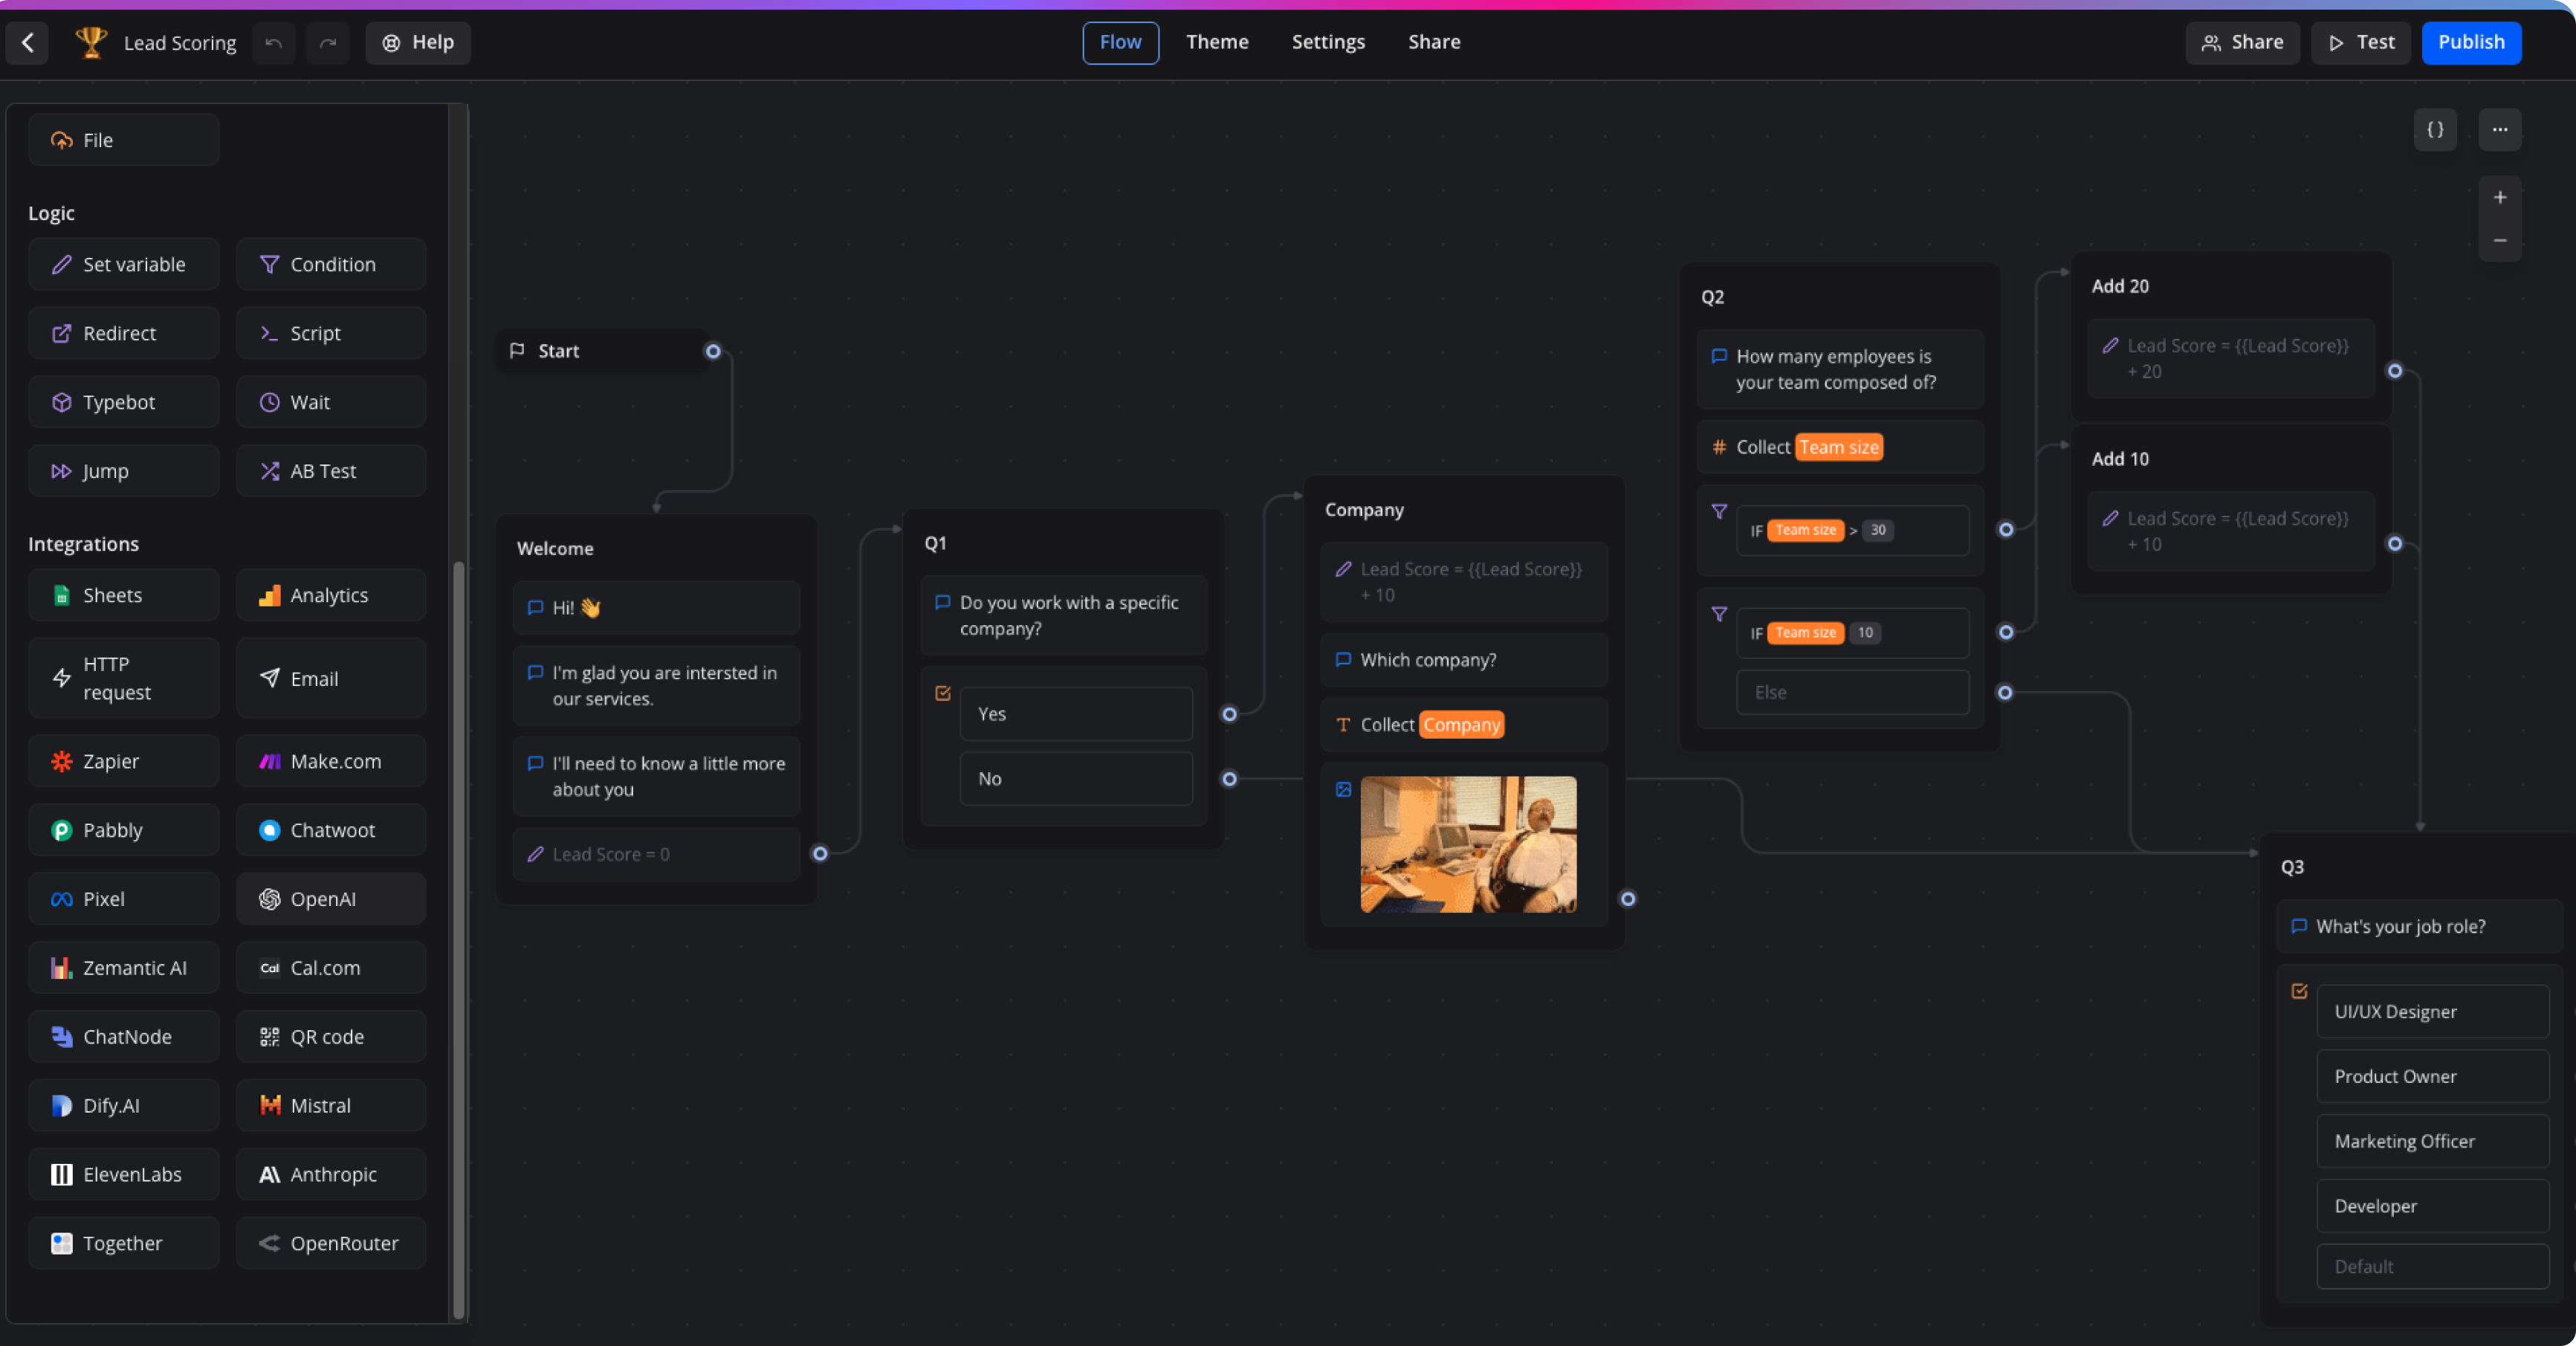 Lead Scoring
Help
Flow
Theme
Settings
Share
Share
Test
Publish
File
Logic
Set variable
Condition
Redirect
Script
Typebot
Wait
Jump
AB Test
Integrations
Sheets
Analytics
HTTP
request
Email
Zapier
Make.com
Pabbly
Chatwoot
Pixel
OpenAI
Zemantic AI
Cal
Cal.com
ChatNode
QR code
Dify.AI
Mistral
ElevenLabs
Anthropic
Together
OpenRouter
Start
Welcome
Hi! 👋
I'm glad you are intersted in
our services.
I'll need to know a little more
about you
Lead Score = 0
Q1
Do you work with a specific
company?
Yes
No
Company
Lead Score = {{Lead Score}}
+ 10
Which company?
Collect Company
Q2
How many employees is
your team composed of?
Collect Team size
IF Team size > 30
IF Team size 10
Else
Add 20
Lead Score = {{Lead Score}}
+ 20
Add 10
Lead Score = {{Lead Score}}
+ 10
Q3
What's your job role?
UI/UX Designer
Product Owner
Marketing Officer
Developer
Default